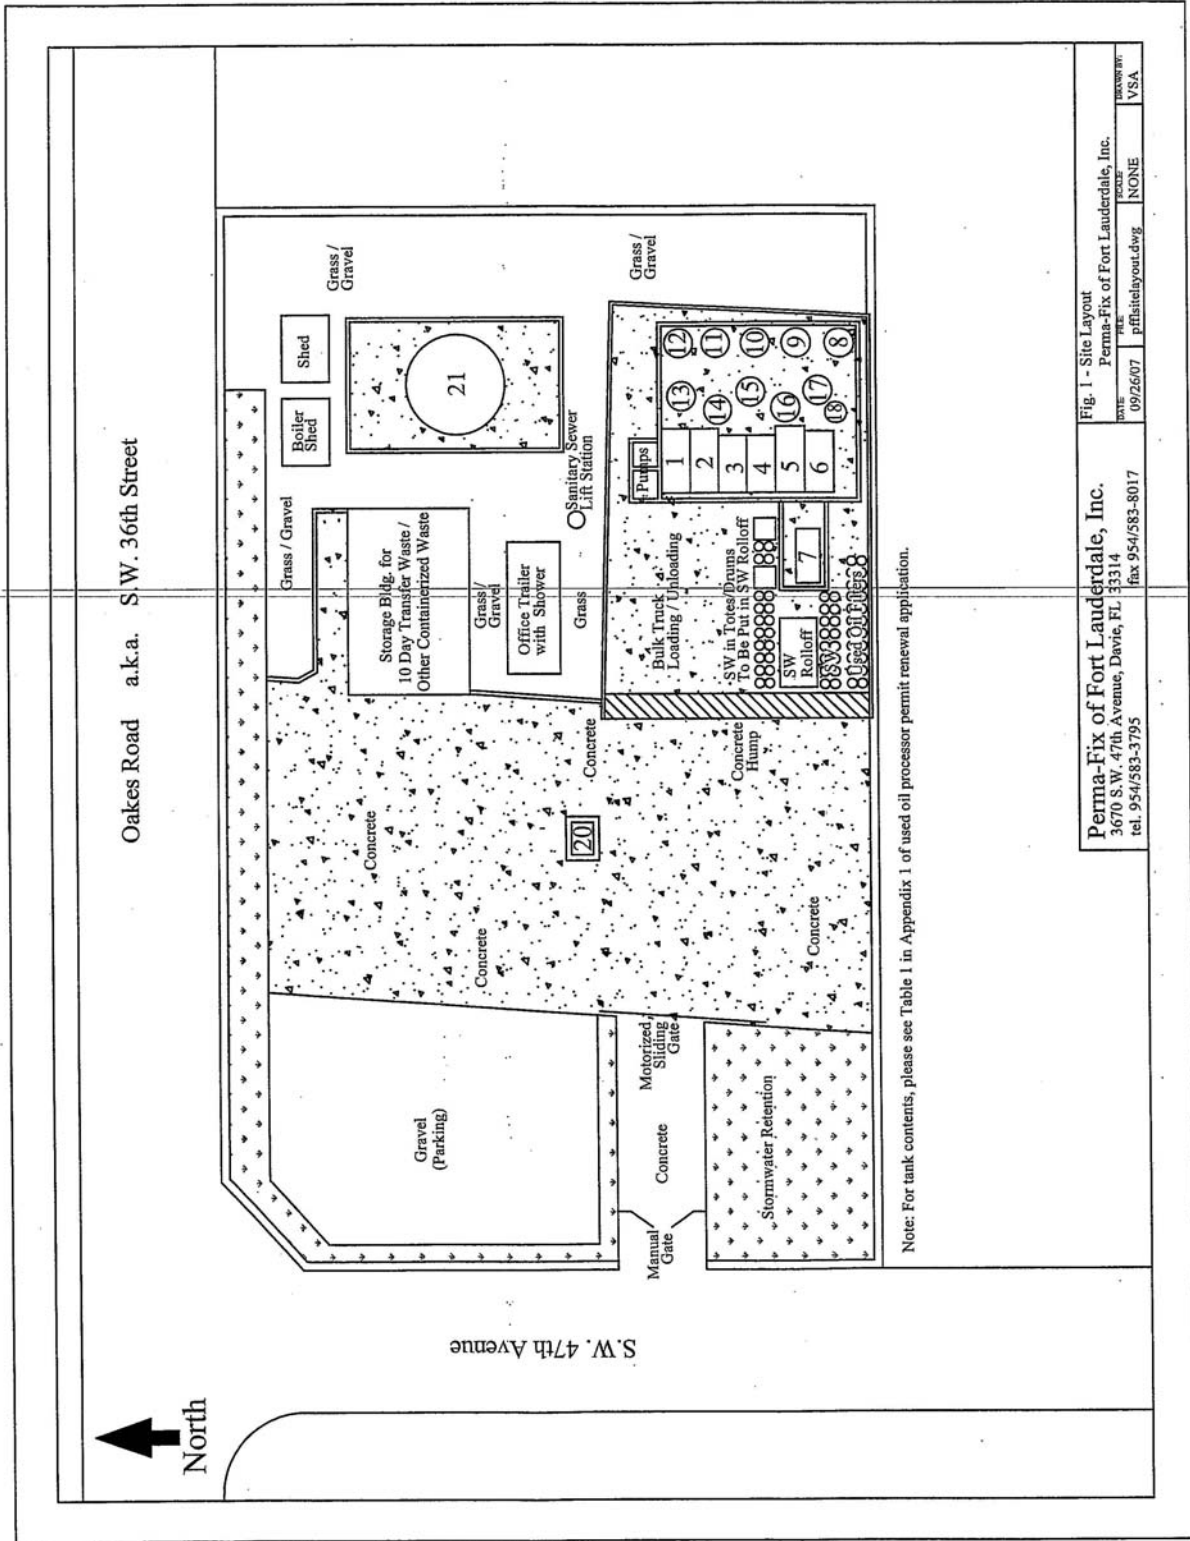 Oakes Road a.k.a. S.W. 36th Street
North
S.W. 47th Avenue
Grass / Gravel
Boiler
Shed
Shed
Grass /
Gravel
Storage Bldg. for
10 Day Transfer Waste /
Other Containerized Waste
21
Gravel
(Parking)
Concrete
Concrete
Grass/
Gravel
Office Trailer
with Shower
Grass
Sanitary Sewer
Lift Station
Concrete
20
Grass /
Gravel
Manual
Gate
Concrete
Motorized
Sliding
Gate
Stormwater Retention
Concrete
Concrete
Hump
Bulk Truck
Loading / Unloading
SW in Totes/Drums
To Be Put in SW Rolloff
SW
Rolloff
SW
Used Oil Filters
Pumps
1
2
3
4
5
6
7
8
9
10
11
12
13
14
15
16
17
18
Note: For tank contents, please see Table 1 in Appendix 1 of used oil processor permit renewal application.
Perma-Fix of Fort Lauderdale, Inc.
3670 S.W. 47th Avenue, Davie, FL 33314
tel. 954/583-3795 fax 954/583-8017
Fig. 1 - Site Layout
Perma-Fix of Fort Lauderdale, Inc.
DATE: 09/26/07
FILE: pfflsitelayout.dwg
SCALE: NONE
DRAWN BY: VSA